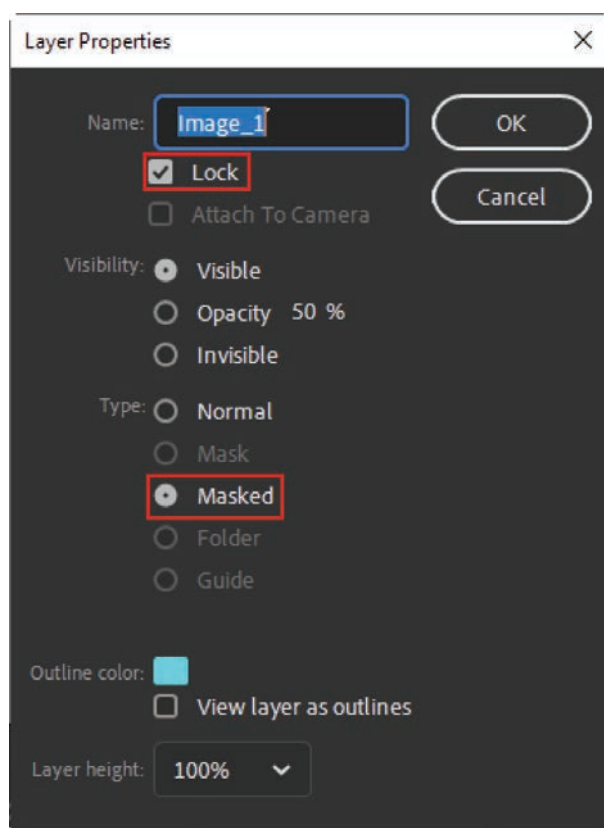 Layer Properties
Name: Image_1 OK
Lock
Attach To Camera Cancel
Visibility: Visible
Opacity 50 %
Invisible
Type: Normal
Mask
Masked
Folder
Guide
Outline color:
View layer as outlines
Layer height: 100%